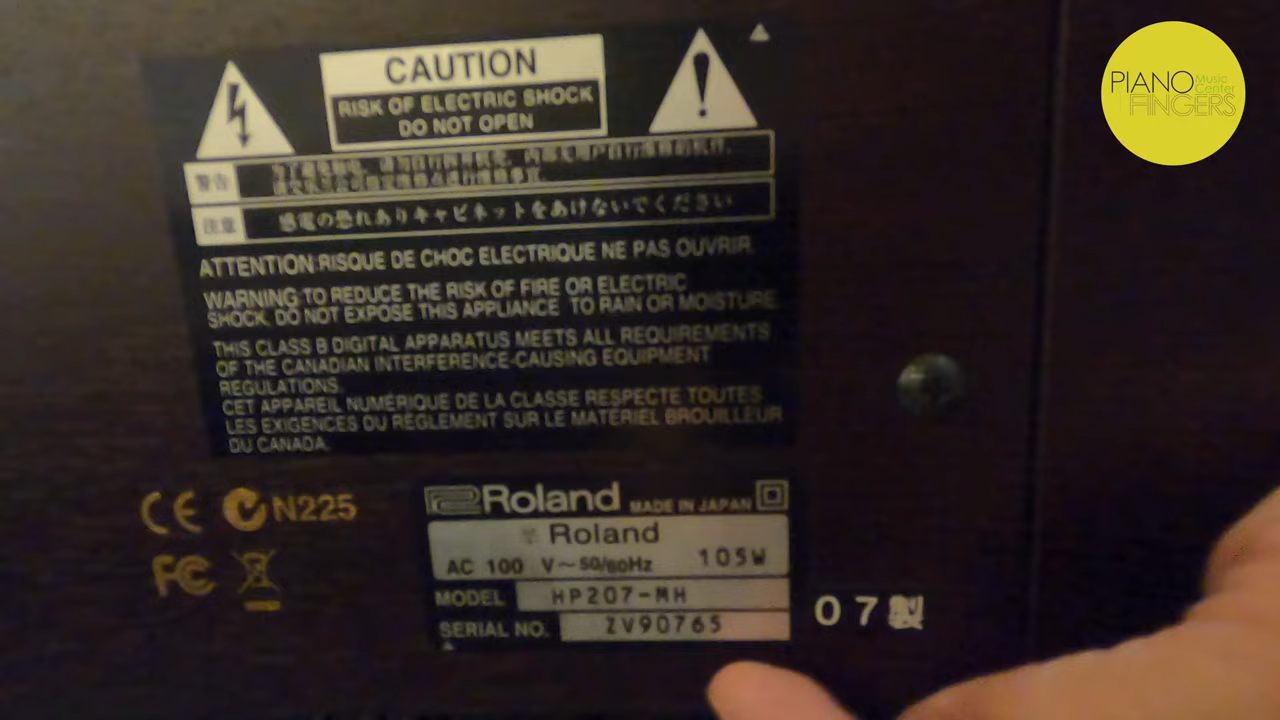 CAUTION
RISK OF ELECTRIC SHOCK
DO NOT OPEN
警告
注意 感電の恐れありキャビネットをあけないでください
ATTENTION:RISQUE DE CHOC ELECTRIQUE NE PAS OUVRIR.
WARNING:TO REDUCE THE RISK OF FIRE OR ELECTRIC
SHOCK, DO NOT EXPOSE THIS APPLIANCE TO RAIN OR MOISTURE.
THIS CLASS B DIGITAL APPARATUS MEETS ALL REQUIREMENTS
OF THE CANADIAN INTERFERENCE-CAUSING EQUIPMENT
REGULATIONS.
CET APPAREIL NUMÉRIQUE DE LA CLASSE RESPECTE TOUTES
LES EXIGENCES DU RÈGLEMENT SUR LE MATÉRIEL BROUILLEUR
DU CANADA.
CE N225
FC
Roland MADE IN JAPAN
Roland
AC 100 V~50/60Hz 105W
MODEL HP207-MH
SERIAL NO. ZV90765
07製
PIANO Music
Center
FINGERS